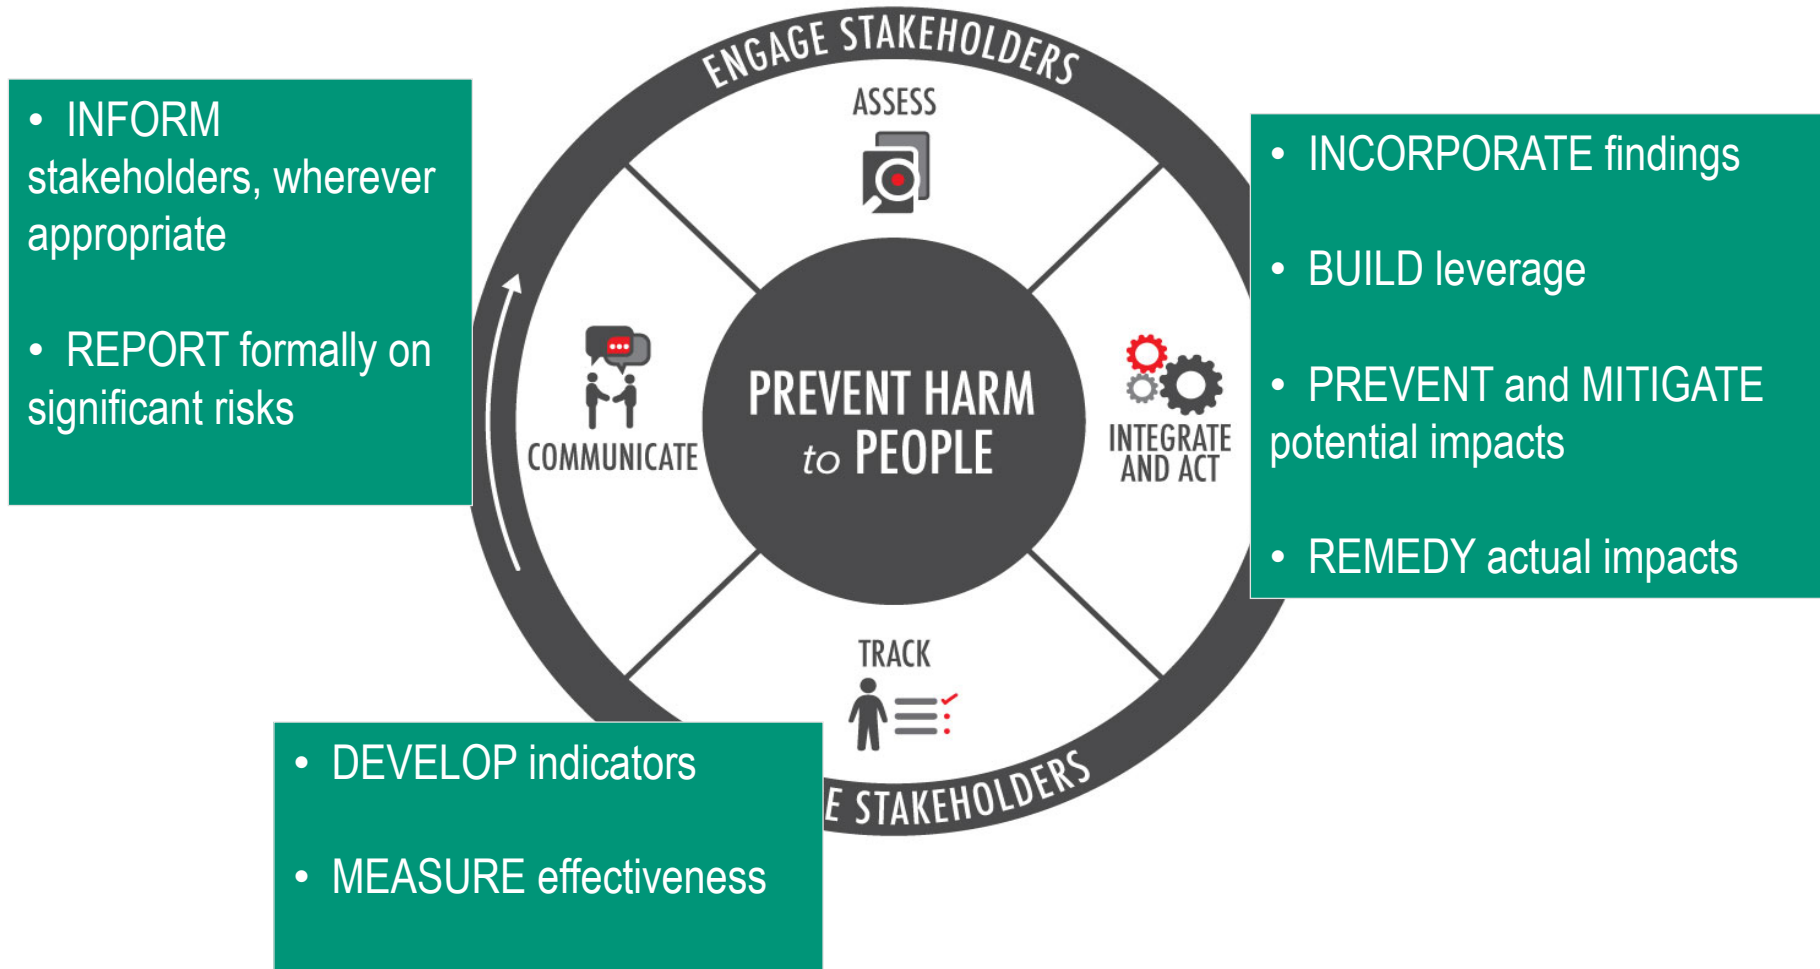 ENGAGE STAKEHOLDERS
ASSESS
• INFORM
stakeholders, wherever
appropriate
• REPORT formally on
significant risks
• INCORPORATE findings
• BUILD leverage
• PREVENT and MITIGATE
potential impacts
• REMEDY actual impacts
COMMUNICATE
PREVENT HARM
to PEOPLE
INTEGRATE
AND ACT
TRACK
• DEVELOP indicators
• MEASURE effectiveness
E STAKEHOLDERS